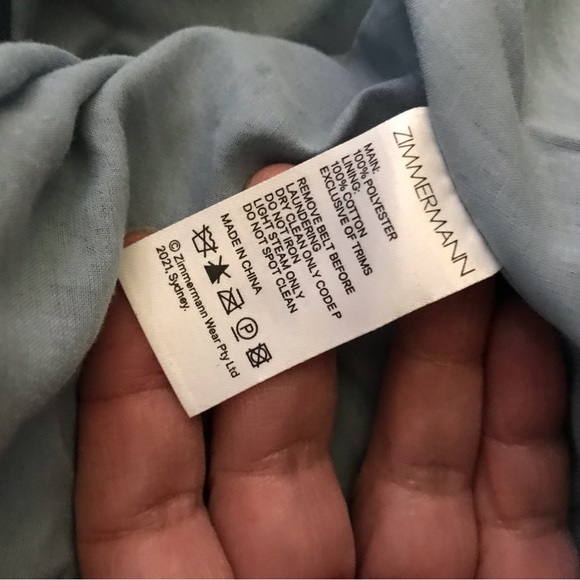 ZIMMERMANN
MAIN:
100% POLYESTER
LINING:
100% COTTON
EXCLUSIVE OF TRIMS
REMOVE BELT BEFORE
LAUNDERING
DRY CLEAN ONLY CODE P
DO NOT IRON
LIGHT STEAM ONLY
DO NOT SPOT CLEAN
MADE IN CHINA
P
© Zimmermann Wear Pty Ltd
2021, Sydney.